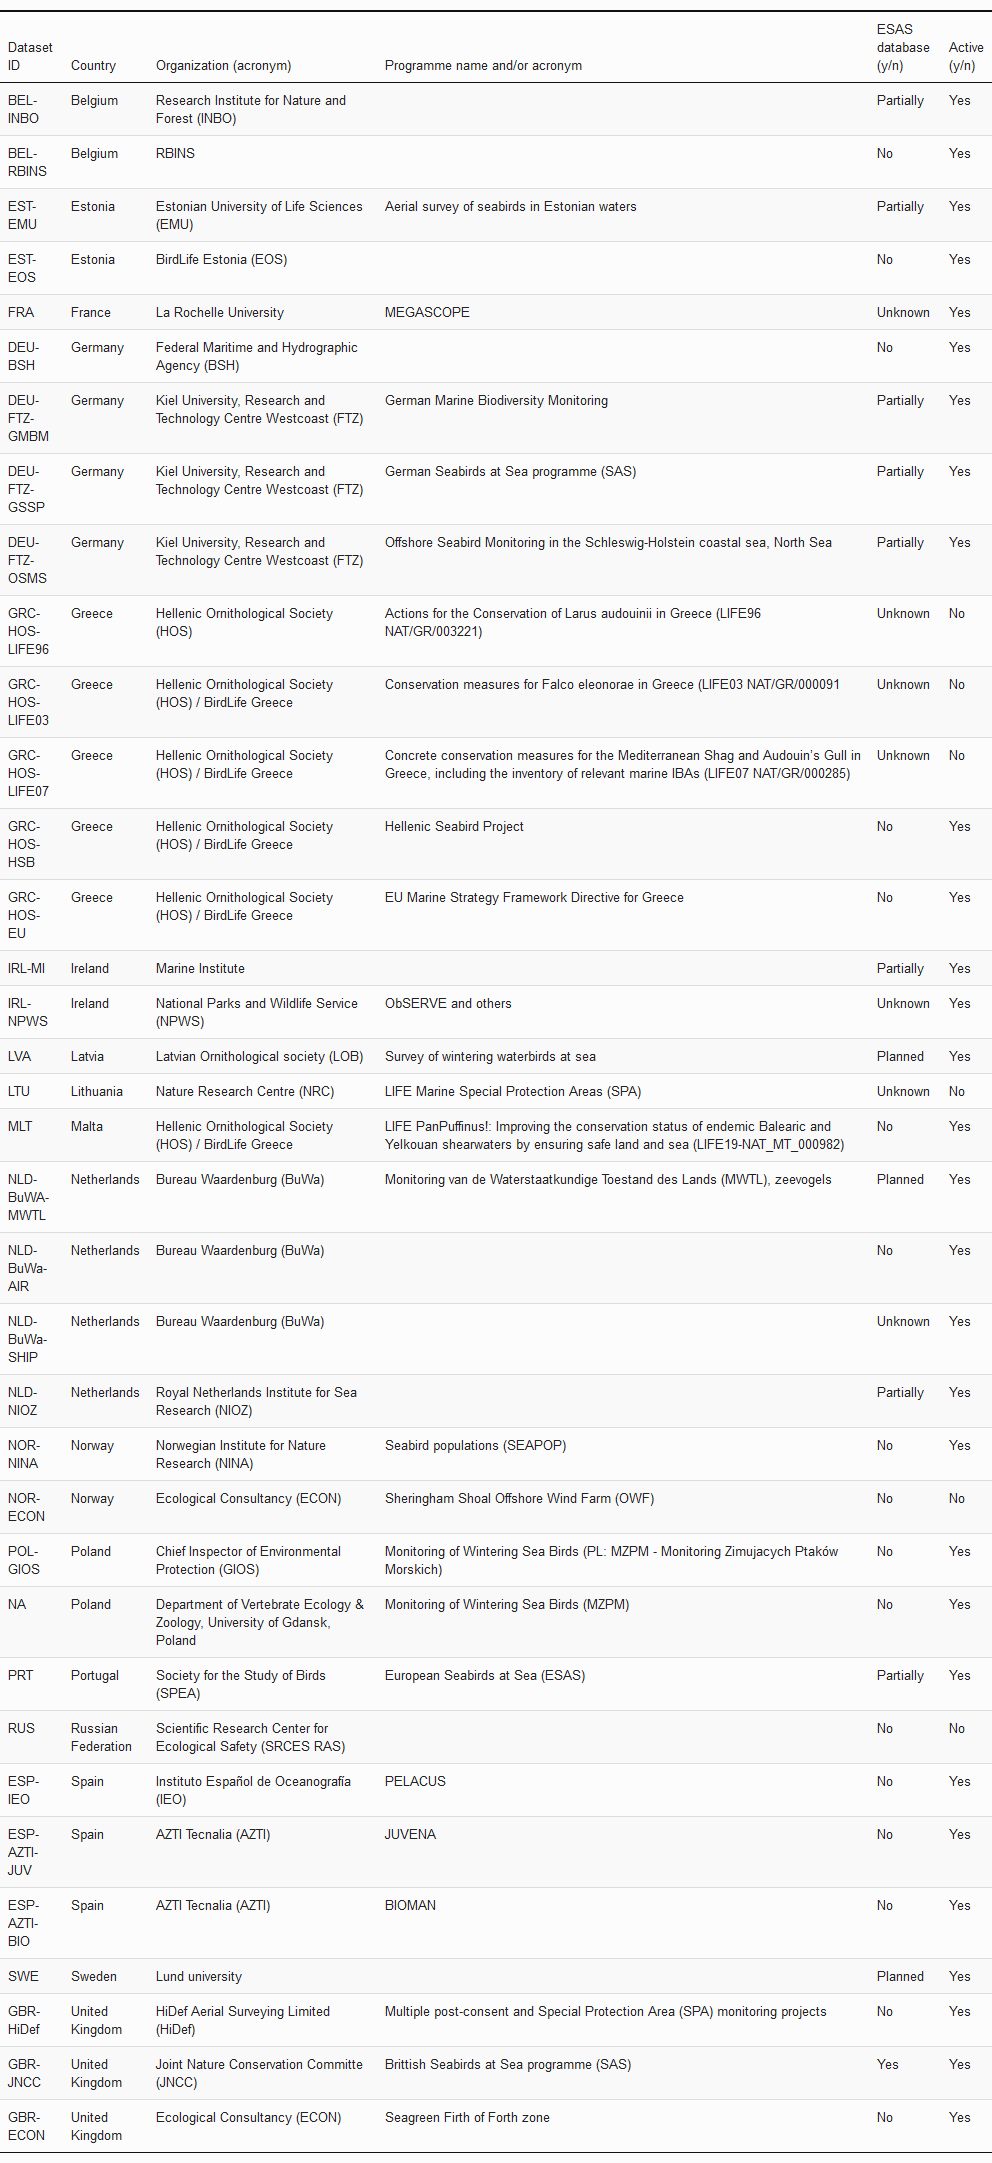 Dataset ID | Country | Organization (acronym) | Programme name and/or acronym | ESAS database (y/n) | Active (y/n)
BEL-INBO | Belgium | Research Institute for Nature and Forest (INBO) | | Partially | Yes
BEL-RBINS | Belgium | RBINS | | No | Yes
EST-EMU | Estonia | Estonian University of Life Sciences (EMU) | Aerial survey of seabirds in Estonian waters | Partially | Yes
EST-EOS | Estonia | BirdLife Estonia (EOS) | | No | Yes
FRA | France | La Rochelle University | MEGASCOPE | Unknown | Yes
DEU-BSH | Germany | Federal Maritime and Hydrographic Agency (BSH) | | No | Yes
DEU-FTZ-GMBM | Germany | Kiel University, Research and Technology Centre Westcoast (FTZ) | German Marine Biodiversity Monitoring | Partially | Yes
DEU-FTZ-GSSP | Germany | Kiel University, Research and Technology Centre Westcoast (FTZ) | German Seabirds at Sea programme (SAS) | Partially | Yes
DEU-FTZ-OSMS | Germany | Kiel University, Research and Technology Centre Westcoast (FTZ) | Offshore Seabird Monitoring in the Schleswig-Holstein coastal sea, North Sea | Partially | Yes
GRC-HOS-LIFE96 | Greece | Hellenic Ornithological Society (HOS) | Actions for the Conservation of Larus audouinii in Greece (LIFE96 NAT/GR/003221) | Unknown | No
GRC-HOS-LIFE03 | Greece | Hellenic Ornithological Society (HOS) / BirdLife Greece | Conservation measures for Falco eleonorae in Greece (LIFE03 NAT/GR/000091 | Unknown | No
GRC-HOS-LIFE07 | Greece | Hellenic Ornithological Society (HOS) / BirdLife Greece | Concrete conservation measures for the Mediterranean Shag and Audouin's Gull in Greece, including the inventory of relevant marine IBAs (LIFE07 NAT/GR/000285) | Unknown | No
GRC-HOS-HSB | Greece | Hellenic Ornithological Society (HOS) / BirdLife Greece | Hellenic Seabird Project | No | Yes
GRC-HOS-EU | Greece | Hellenic Ornithological Society (HOS) / BirdLife Greece | EU Marine Strategy Framework Directive for Greece | No | Yes
IRL-MI | Ireland | Marine Institute | | Partially | Yes
IRL-NPWS | Ireland | National Parks and Wildlife Service (NPWS) | ObSERVE and others | Unknown | Yes
LVA | Latvia | Latvian Ornithological society (LOB) | Survey of wintering waterbirds at sea | Planned | Yes
LTU | Lithuania | Nature Research Centre (NRC) | LIFE Marine Special Protection Areas (SPA) | Unknown | No
MLT | Malta | Hellenic Ornithological Society (HOS) / BirdLife Greece | LIFE PanPuffinus!: Improving the conservation status of endemic Balearic and Yelkouan shearwaters by ensuring safe land and sea (LIFE19-NAT_MT_000982) | No | Yes
NLD-BuWA-MWTL | Netherlands | Bureau Waardenburg (BuWa) | Monitoring van de Waterstaatkundige Toestand des Lands (MWTL), zeevogels | Planned | Yes
NLD-BuWa-AIR | Netherlands | Bureau Waardenburg (BuWa) | | No | Yes
NLD-BuWa-SHIP | Netherlands | Bureau Waardenburg (BuWa) | | Unknown | Yes
NLD-NIOZ | Netherlands | Royal Netherlands Institute for Sea Research (NIOZ) | | Partially | Yes
NOR-NINA | Norway | Norwegian Institute for Nature Research (NINA) | Seabird populations (SEAPOP) | No | Yes
NOR-ECON | Norway | Ecological Consultancy (ECON) | Sheringham Shoal Offshore Wind Farm (OWF) | No | No
POL-GIOS | Poland | Chief Inspector of Environmental Protection (GIOS) | Monitoring of Wintering Sea Birds (PL: MZPM - Monitoring Zimujacych Ptaków Morskich) | No | Yes
NA | Poland | Department of Vertebrate Ecology & Zoology, University of Gdansk, Poland | Monitoring of Wintering Sea Birds (MZPM) | No | Yes
PRT | Portugal | Society for the Study of Birds (SPEA) | European Seabirds at Sea (ESAS) | Partially | Yes
RUS | Russian Federation | Scientific Research Center for Ecological Safety (SRCES RAS) | | No | No
ESP-IEO | Spain | Instituto Español de Oceanografía (IEO) | PELACUS | No | Yes
ESP-AZTI-JUV | Spain | AZTI Tecnalia (AZTI) | JUVENA | No | Yes
ESP-AZTI-BIO | Spain | AZTI Tecnalia (AZTI) | BIOMAN | No | Yes
SWE | Sweden | Lund university | | Planned | Yes
GBR-HiDef | United Kingdom | HiDef Aerial Surveying Limited (HiDef) | Multiple post-consent and Special Protection Area (SPA) monitoring projects | No | Yes
GBR-JNCC | United Kingdom | Joint Nature Conservation Committe (JNCC) | Brittish Seabirds at Sea programme (SAS) | Yes | Yes
GBR-ECON | United Kingdom | Ecological Consultancy (ECON) | Seagreen Firth of Forth zone | No | Yes